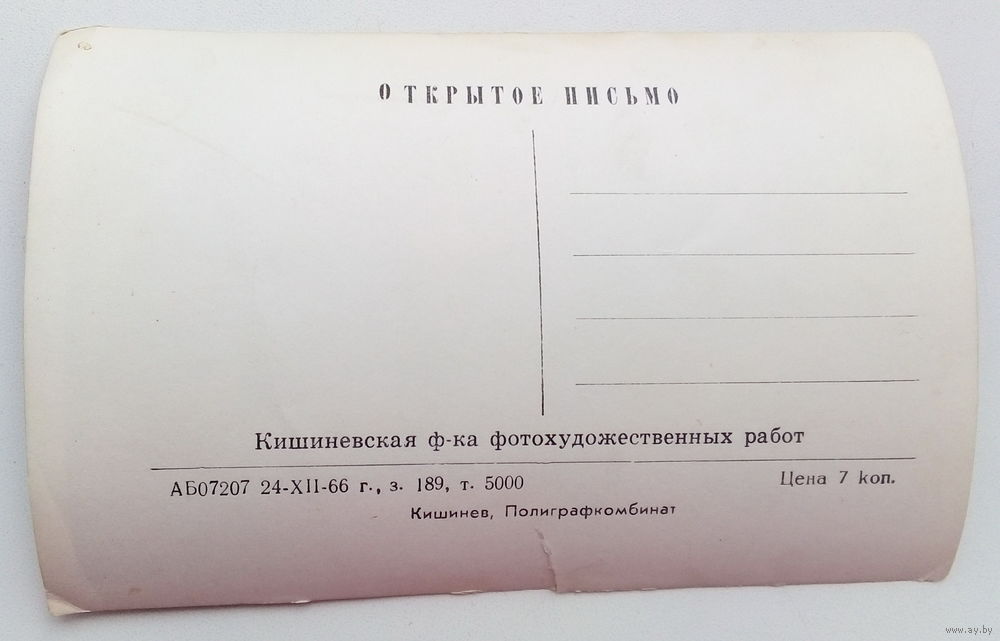 ОТКРЫТОЕ ПИСЬМО
Кишиневская ф-ка фотохудожественных работ
АБ07207 24-XII-66 г., з. 189, т. 5000
Цена 7 коп.
Кишинев, Полиграфкомбинат
www.ay.by